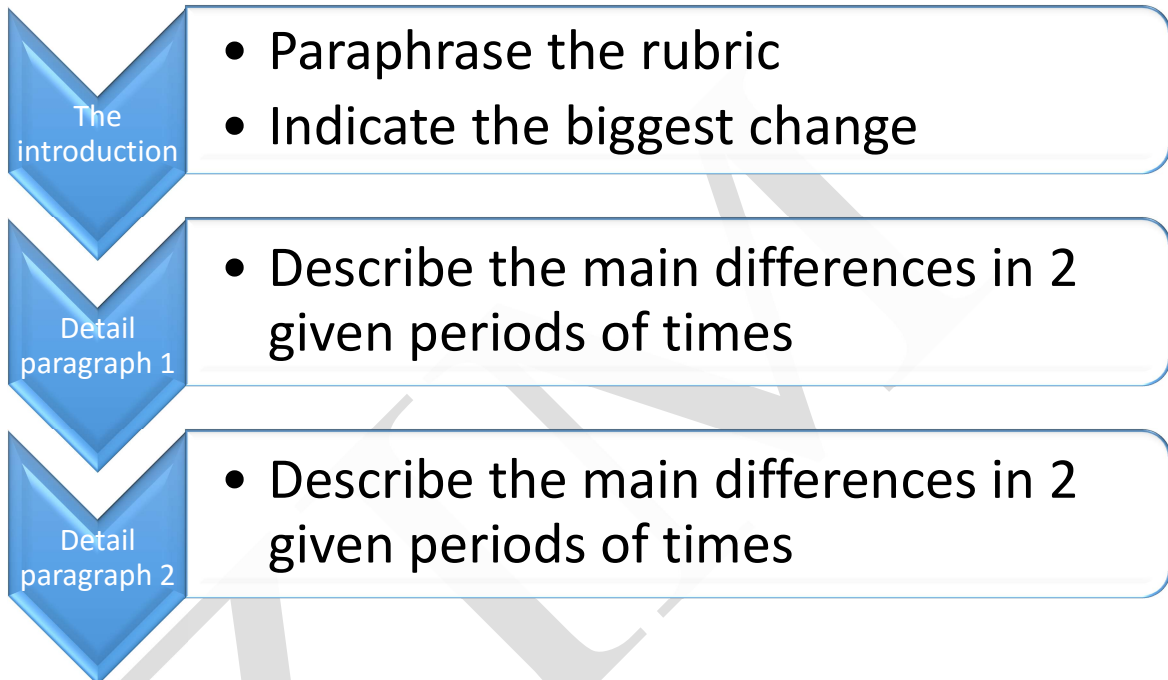 The
introduction
• Paraphrase the rubric
• Indicate the biggest change
Detail
paragraph 1
• Describe the main differences in 2
given periods of times
Detail
paragraph 2
• Describe the main differences in 2
given periods of times